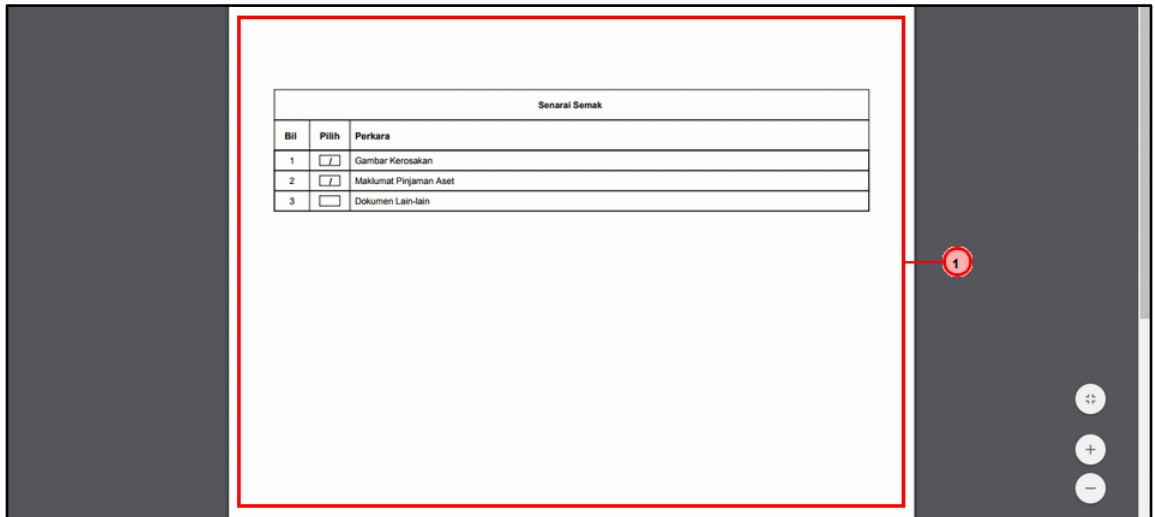 Senarai Semak
Bil Pilih Perkara
1 / Gambar Kerosakan
2 / Maklumat Pinjaman Aset
3 Dokumen Lain-lain
1